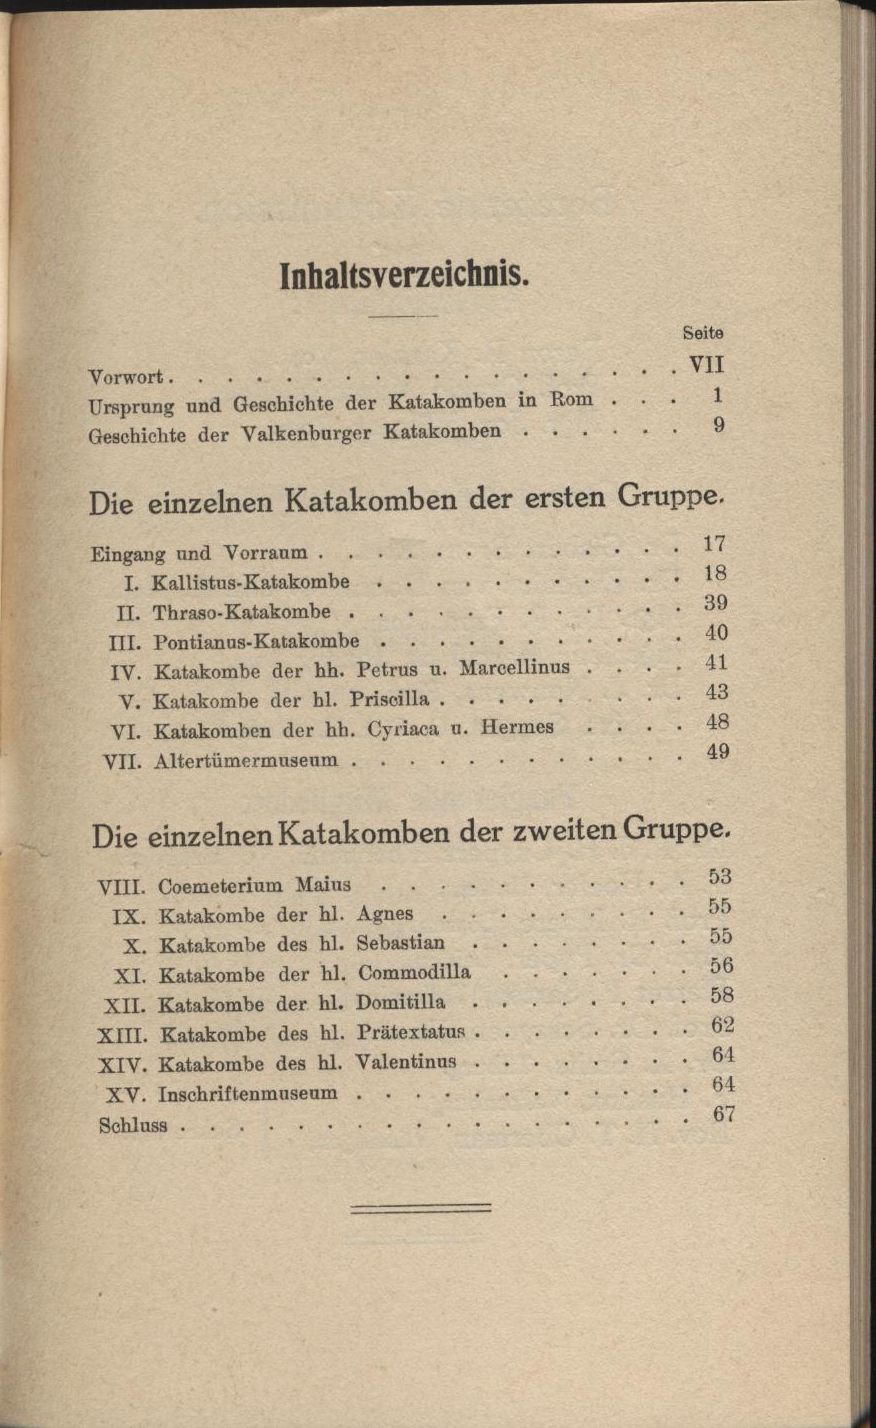 Inhaltsverzeichnis.
Seite
Vorwort . . . . . . . . . . . . . . . . . . VII
Ursprung und Geschichte der Katakomben in Rom . . . 1
Geschichte der Valkenburger Katakomben . . . . . . 9
Die einzelnen Katakomben der ersten Gruppe.
Eingang und Vorraum . . . . . . . . . . . . . 17
I. Kallistus-Katakombe . . . . . . . . . . . 18
II. Thraso-Katakombe . . . . . . . . . . . . 39
III. Pontianus-Katakombe . . . . . . . . . . . 40
IV. Katakombe der hh. Petrus u. Marcellinus . . . . 41
V. Katakombe der hl. Priscilla . . . . . . . . . 43
VI. Katakomben der hh. Cyriaca u. Hermes . . . . 48
VII. Altertümermuseum . . . . . . . . . . . . 49
Die einzelnen Katakomben der zweiten Gruppe.
VIII. Coemeterium Maius . . . . . . . . . . . 53
IX. Katakombe der hl. Agnes . . . . . . . . . 55
X. Katakombe des hl. Sebastian . . . . . . . . 55
XI. Katakombe der hl. Commodilla . . . . . . . 56
XII. Katakombe der hl. Domitilla . . . . . . . . 58
XIII. Katakombe des hl. Prätextatus . . . . . . . . 62
XIV. Katakombe des hl. Valentinus . . . . . . . . 64
XV. Inschriftenmuseum . . . . . . . . . . . . 64
Schluss . . . . . . . . . . . . . . . . . . 67